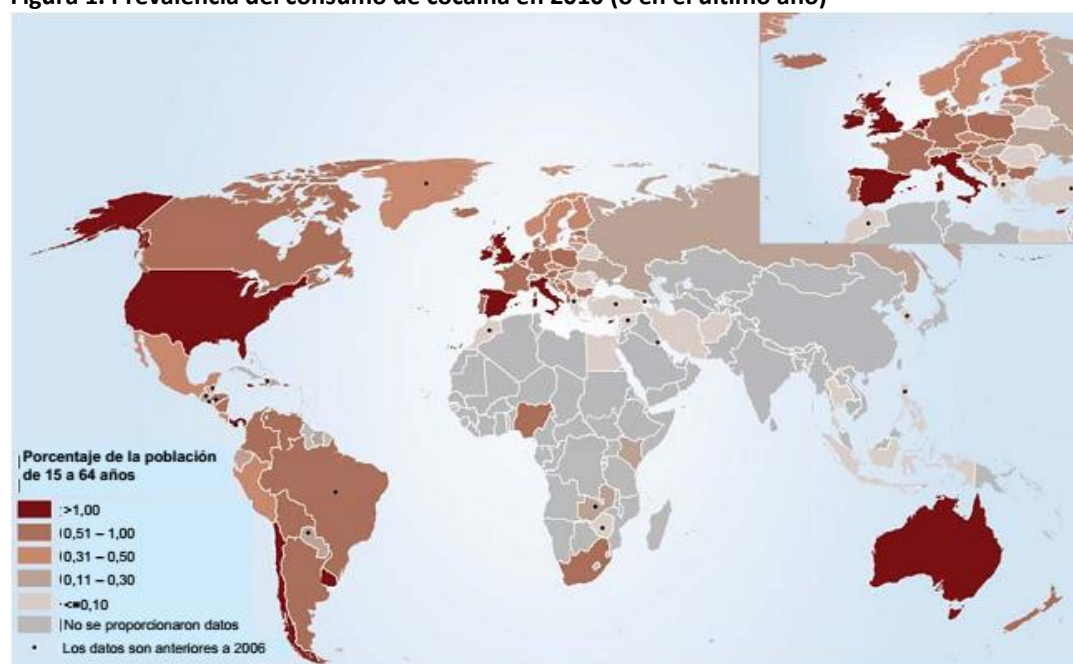 Figura 1. Prevalencia del consumo de cocaína en 2010 (o en el último año)
Porcentaje de la población
de 15 a 64 años
>1,00
0,51 – 1,00
0,31 – 0,50
0,11 – 0,30
<=0,10
No se proporcionaron datos
Los datos son anteriores a 2006